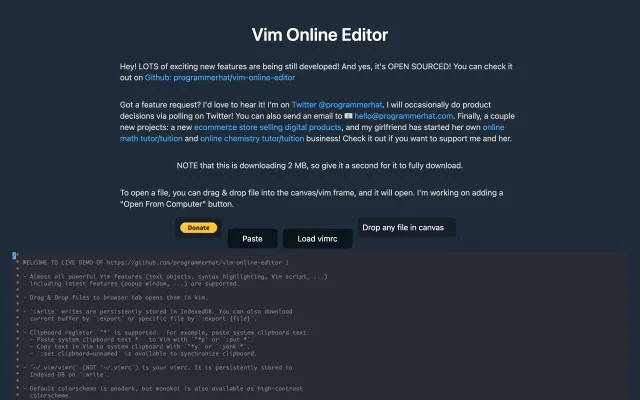 Vim Online Editor
Hey! LOTS of exciting new features are being still developed! And yes, it's OPEN SOURCED! You can check it
out on Github: programmerhat/vim-online-editor
Got a feature request? I'd love to hear it! I'm on Twitter @programmerhat. I will occasionally do product
decisions via polling on Twitter! You can also send an email to 📧 hello@programmerhat.com. Finally, a couple
new projects: a new ecommerce store selling digital products, and my girlfriend has started her own online
math tutor/tuition and online chemistry tutor/tuition business! Check it out if you want to support me and her.
NOTE that this is downloading 2 MB, so give it a second for it to fully download.
To open a file, you can drag & drop file into the canvas/vim frame, and it will open. I'm working on adding a
"Open From Computer" button.
Donate
Paste
Load vimrc
Drop any file in canvas
/*
* WELCOME TO LIVE DEMO OF https://github.com/programmerhat/vim-online-editor !
*
* - Almost all powerful Vim features (text objects, syntax highlighting, Vim script, ...)
*   including latest features (popup window, ...) are supported.
*
* - Drag & Drop files to browser tab opens them in Vim.
*
* - `:write` writes are persistently stored in IndexedDB. You can also download
*   current buffer by `:export` or specific file by `:export {file}`.
*
* - Clipboard register `"*` is supported.  For example, paste system clipboard text.
*   - Paste system clipboard text *   to Vim with `"*p` or `:put *`.
*   - Copy text in Vim to system clipboard with `"*y` or `:yank *`.
*   - `:set clipboard=unnamed` is available to synchronize clipboard.
*
* - `~/.vim/vimrc` (NOT `~/.vimrc`) is your vimrc. It is persistently stored to
*   Indexed DB on `:write`.
*
* - Default colorscheme is onedark, but monokai is also available as high-contrast
*   colorscheme.